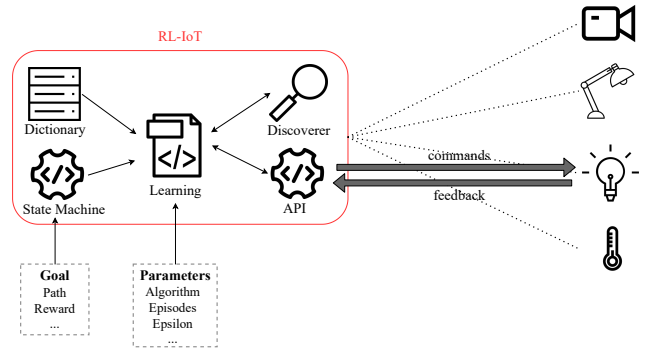 RL-IoT
Dictionary
Discoverer
State Machine
Learning
API
commands
feedback
Goal
Path
Reward
...
Parameters
Algorithm
Episodes
Epsilon
...